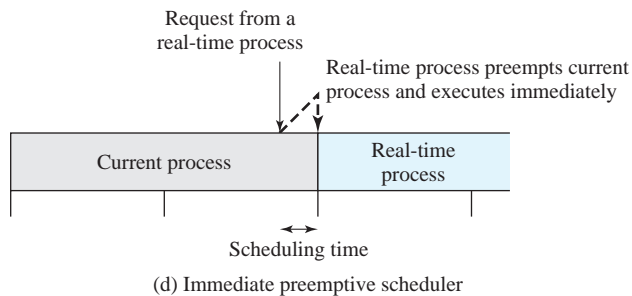 Request from a
real-time process
Real-time process preempts current
process and executes immediately
Current process
Real-time
process
Scheduling time
(d) Immediate preemptive scheduler